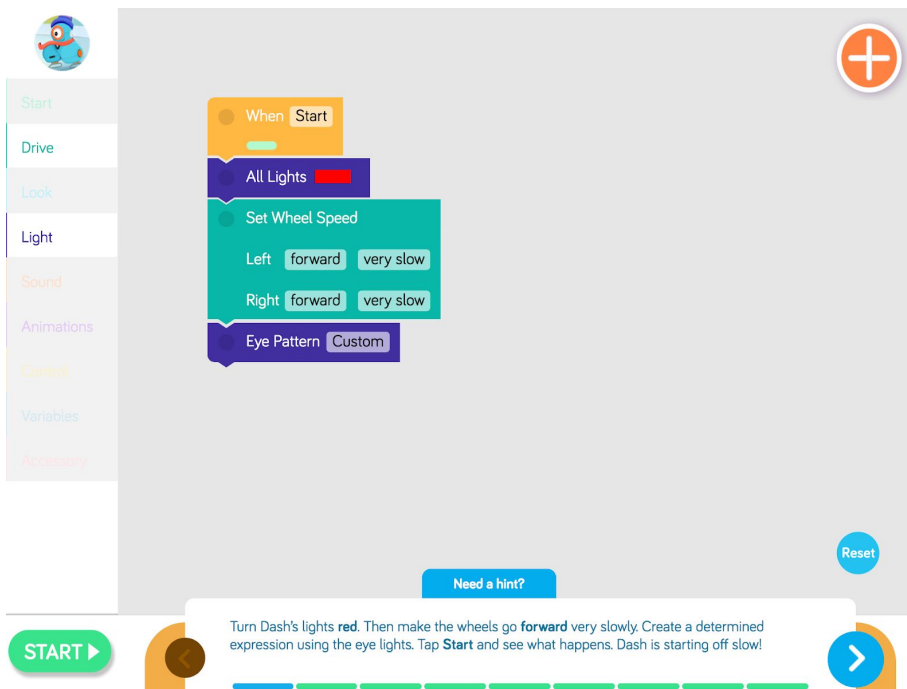 Start
Drive
Look
Light
Sound
Animations
Control
Variables
Accessory
When Start
All Lights
Set Wheel Speed
Left forward very slow
Right forward very slow
Eye Pattern Custom
Reset
Need a hint?
Turn Dash's lights red. Then make the wheels go forward very slowly. Create a determined
expression using the eye lights. Tap Start and see what happens. Dash is starting off slow!
START